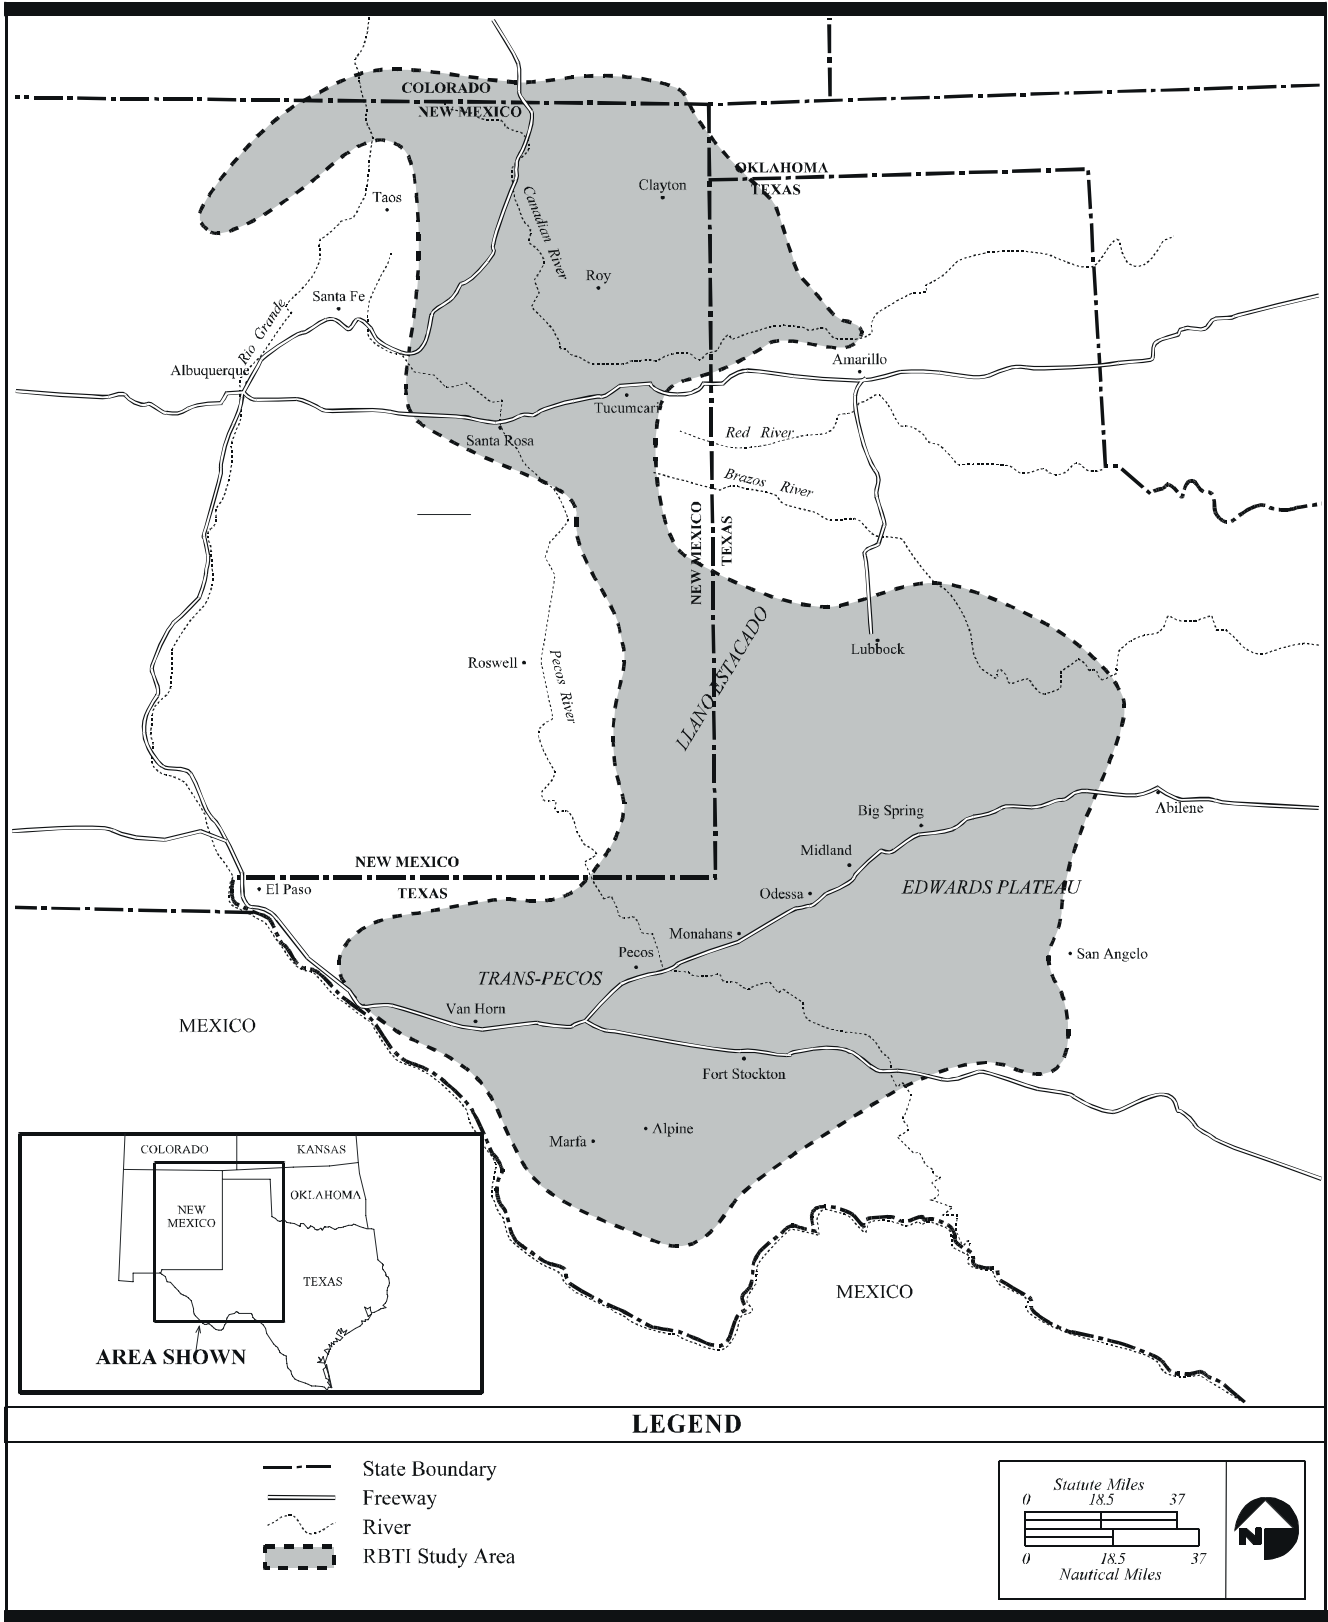 COLORADO
NEW MEXICO
OKLAHOMA
TEXAS
Clayton
Taos
Canadian River
Roy
Santa Fe
Rio Grande
Albuquerque
Amarillo
Tucumcari
Santa Rosa
Red River
Brazos River
NEW MEXICO
TEXAS
LLANO ESTACADO
Lubbock
Roswell
Pecos River
Big Spring
Abilene
Midland
NEW MEXICO
TEXAS
El Paso
Odessa
EDWARDS PLATEAU
Monahans
Pecos
San Angelo
TRANS-PECOS
Van Horn
MEXICO
Fort Stockton
Alpine
Marfa
MEXICO
COLORADO
KANSAS
OKLAHOMA
NEW
MEXICO
TEXAS
AREA SHOWN
LEGEND
State Boundary
Freeway
River
RBTI Study Area
Statute Miles
0 18.5 37
0 18.5 37
Nautical Miles
N